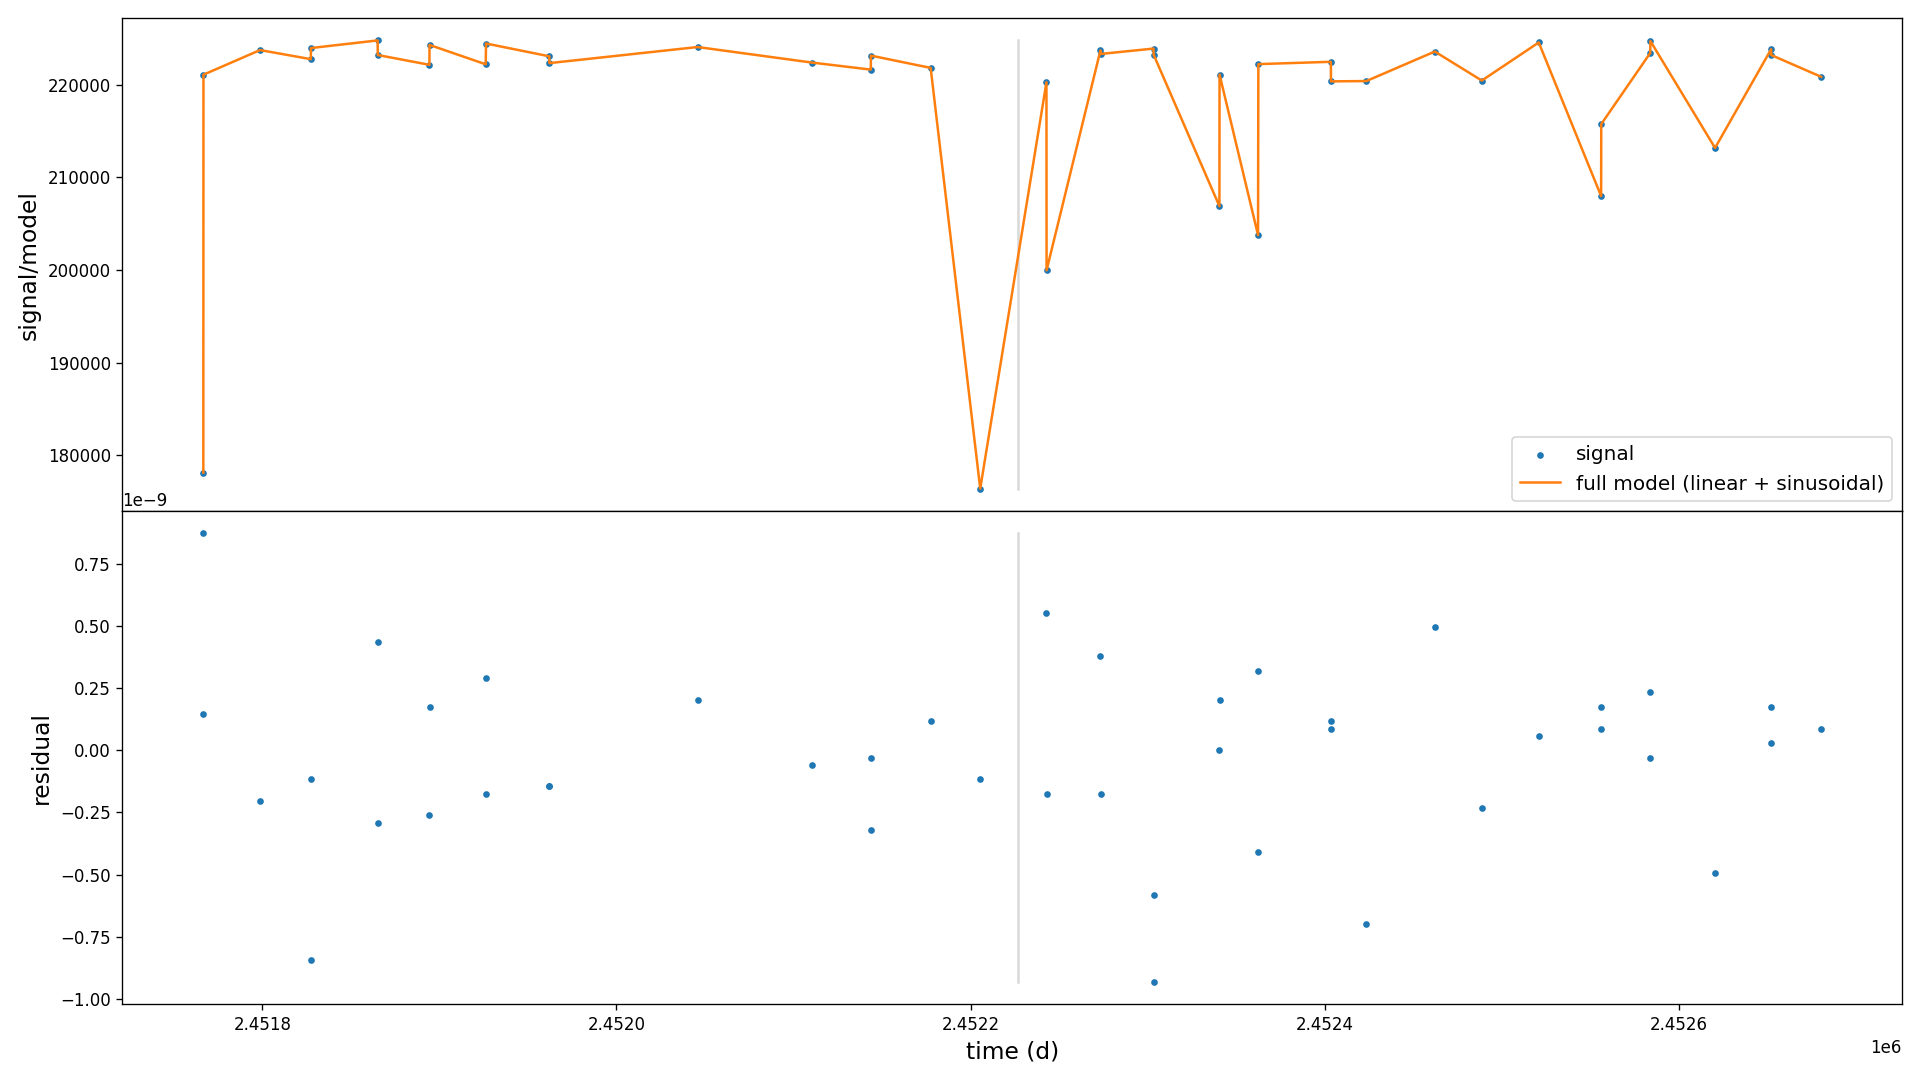 220000
210000
200000
190000
180000
signal/model
signal
full model (linear + sinusoidal)
1e−9
0.75
0.50
0.25
0.00
−0.25
−0.50
−0.75
−1.00
residual
2.4518
2.4520
2.4522
2.4524
2.4526
time (d)
1e6